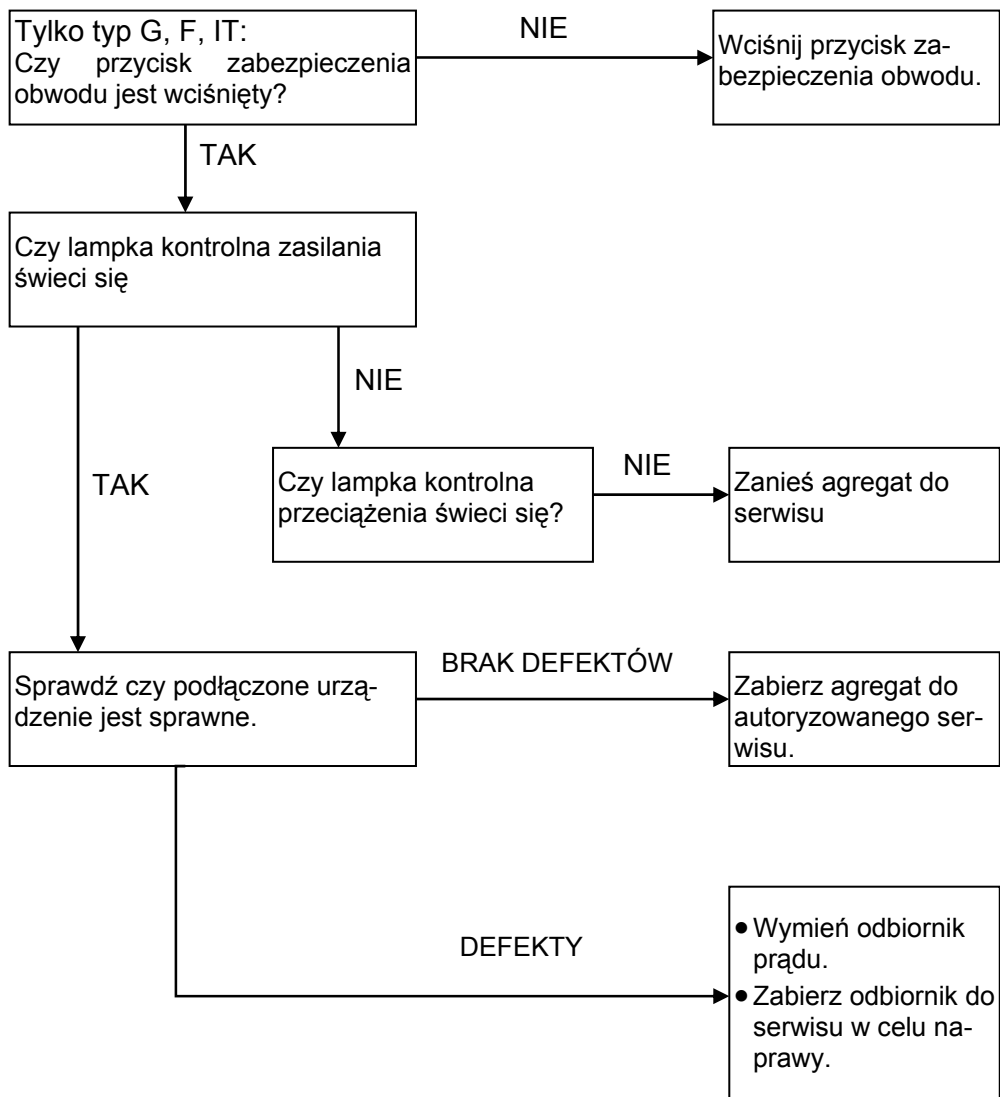 Tylko typ G, F, IT:
Czy przycisk zabezpieczenia
obwodu jest wciśnięty?
NIE
Wciśnij przycisk za-
bezpieczenia obwodu.
TAK
Czy lampka kontrolna zasilania
świeci się
NIE
TAK
Czy lampka kontrolna
przeciążenia świeci się?
NIE
Zanieś agregat do
serwisu
Sprawdź czy podłączone urzą-
dzenie jest sprawne.
BRAK DEFEKTÓW
Zabierz agregat do
autoryzowanego ser-
wisu.
DEFEKTY
• Wymień odbiornik
prądu.
• Zabierz odbiornik do
serwisu w celu na-
prawy.